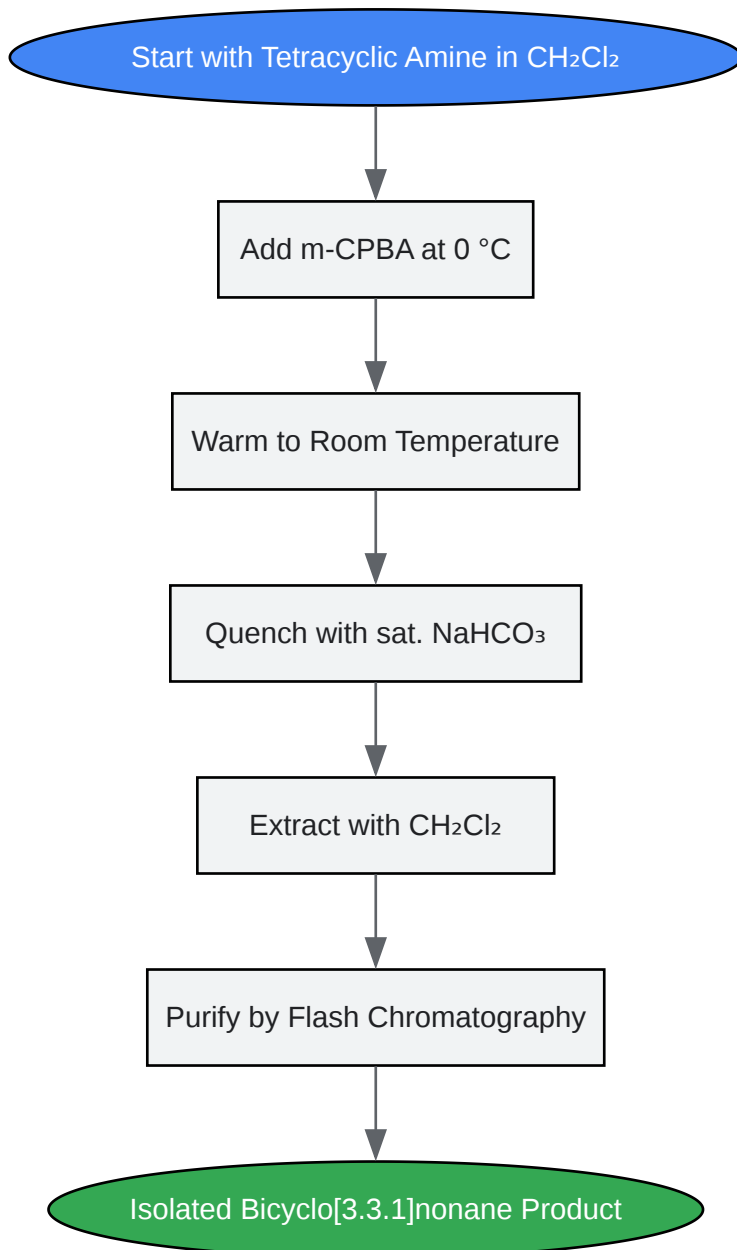 Start with Tetracyclic Amine in CH₂Cl₂
Add m-CPBA at 0 °C
Warm to Room Temperature
Quench with sat. NaHCO₃
Extract with CH₂Cl₂
Purify by Flash Chromatography
Isolated Bicyclo[3.3.1]nonane Product